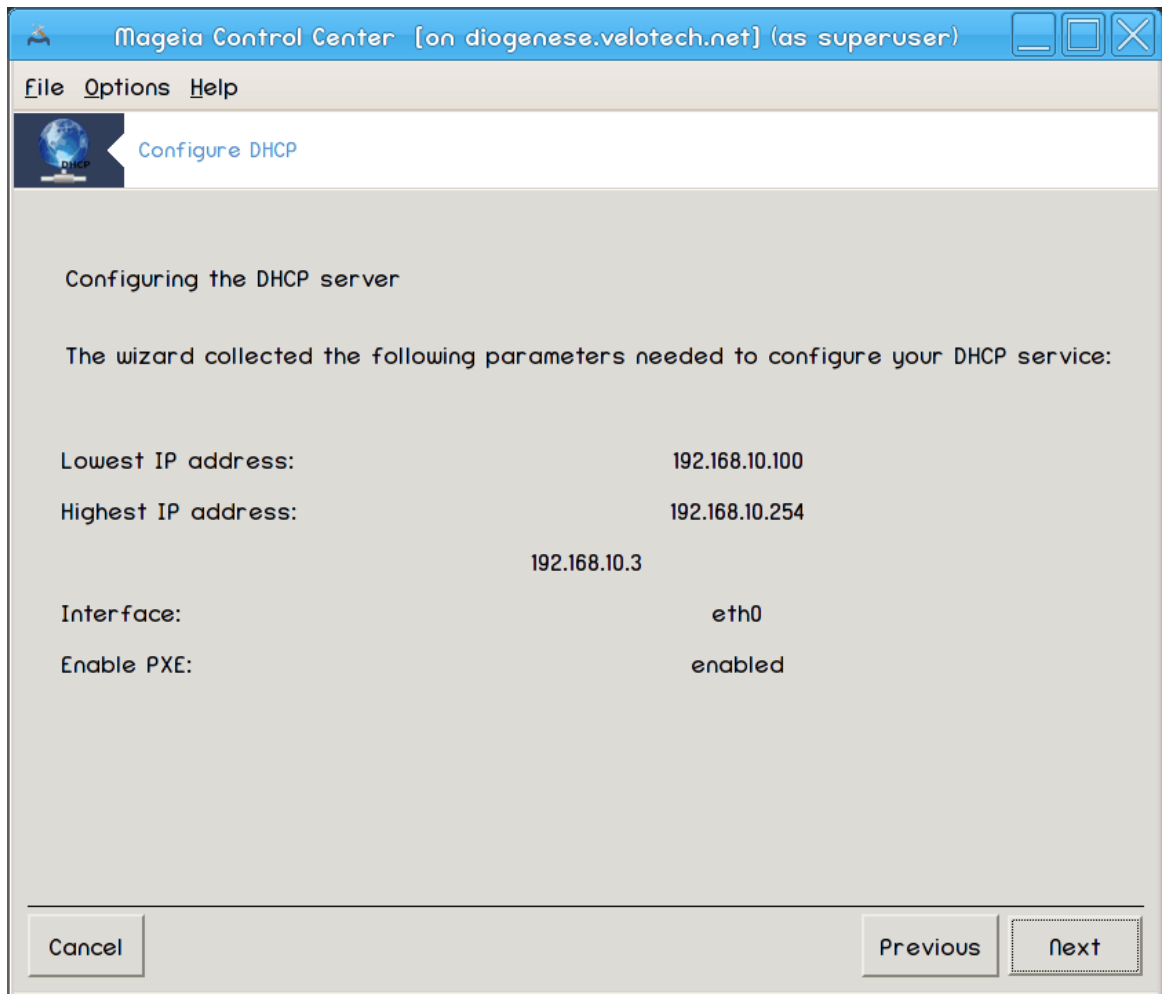 Mageia Control Center [on diogenese.velotech.net] (as superuser)
File Options Help
DHCP
Configure DHCP
Configuring the DHCP server
The wizard collected the following parameters needed to configure your DHCP service:
Lowest IP address: 192.168.10.100
Highest IP address: 192.168.10.254
192.168.10.3
Interface: eth0
Enable PXE: enabled
Cancel Previous Next